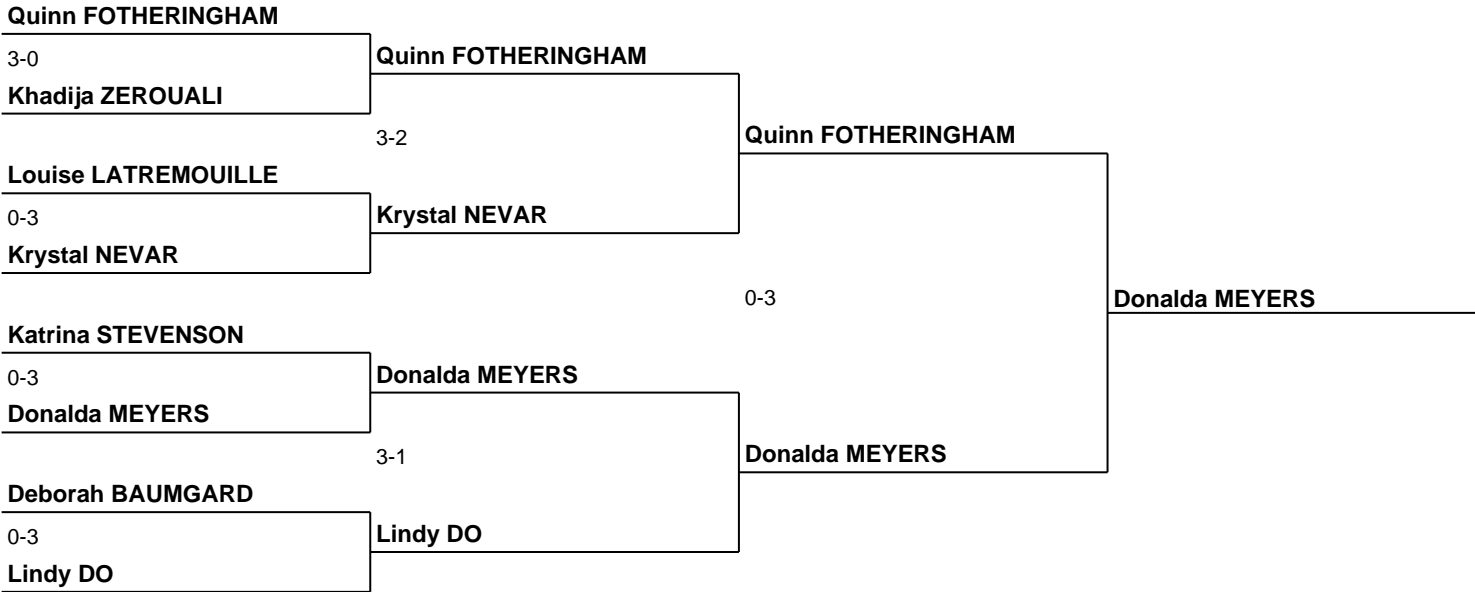 Quinn FOTHERINGHAM
3-0
Khadija ZEROUALI
Louise LATREMOUILLE
0-3
Krystal NEVAR
Katrina STEVENSON
0-3
Donalda MEYERS
Deborah BAUMGARD
0-3
Lindy DO
Quinn FOTHERINGHAM
3-2
Krystal NEVAR
Donalda MEYERS
3-1
Lindy DO
Quinn FOTHERINGHAM
0-3
Donalda MEYERS
Donalda MEYERS